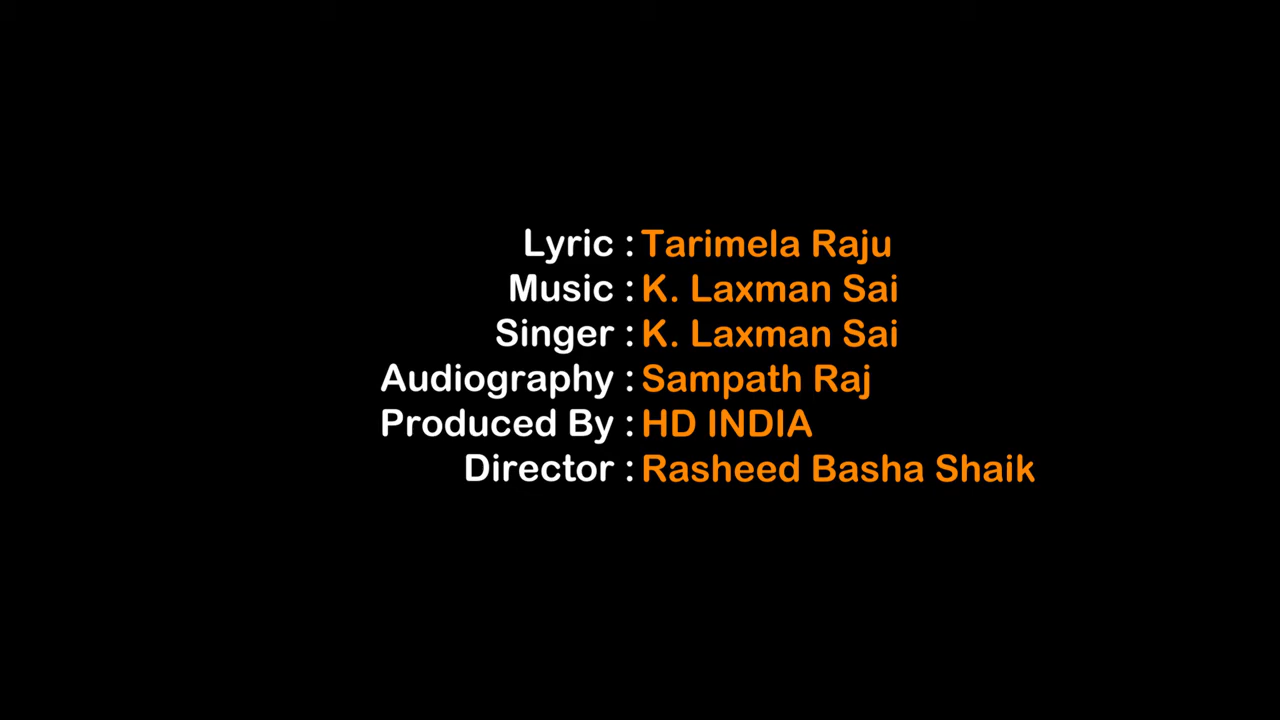 Lyric : Tarimela Raju
Music : K. Laxman Sai
Singer : K. Laxman Sai
Audiography : Sampath Raj
Produced By : HD INDIA
Director : Rasheed Basha Shaik